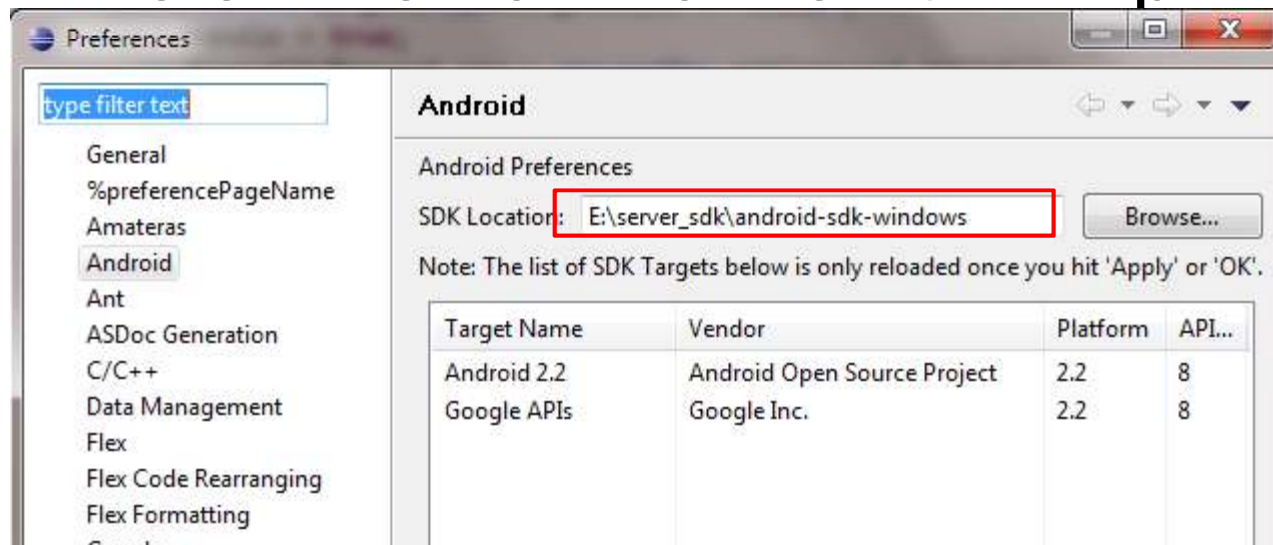 Preferences
type filter text
General
%preferencePageName
Amateras
Android
Ant
ASDoc Generation
C/C++
Data Management
Flex
Flex Code Rearranging
Flex Formatting
Android
Android Preferences
SDK Location: E:\server_sdk\android-sdk-windows Browse...
Note: The list of SDK Targets below is only reloaded once you hit 'Apply' or 'OK'.
Target Name Vendor Platform API...
Android 2.2 Android Open Source Project 2.2 8
Google APIs Google Inc. 2.2 8